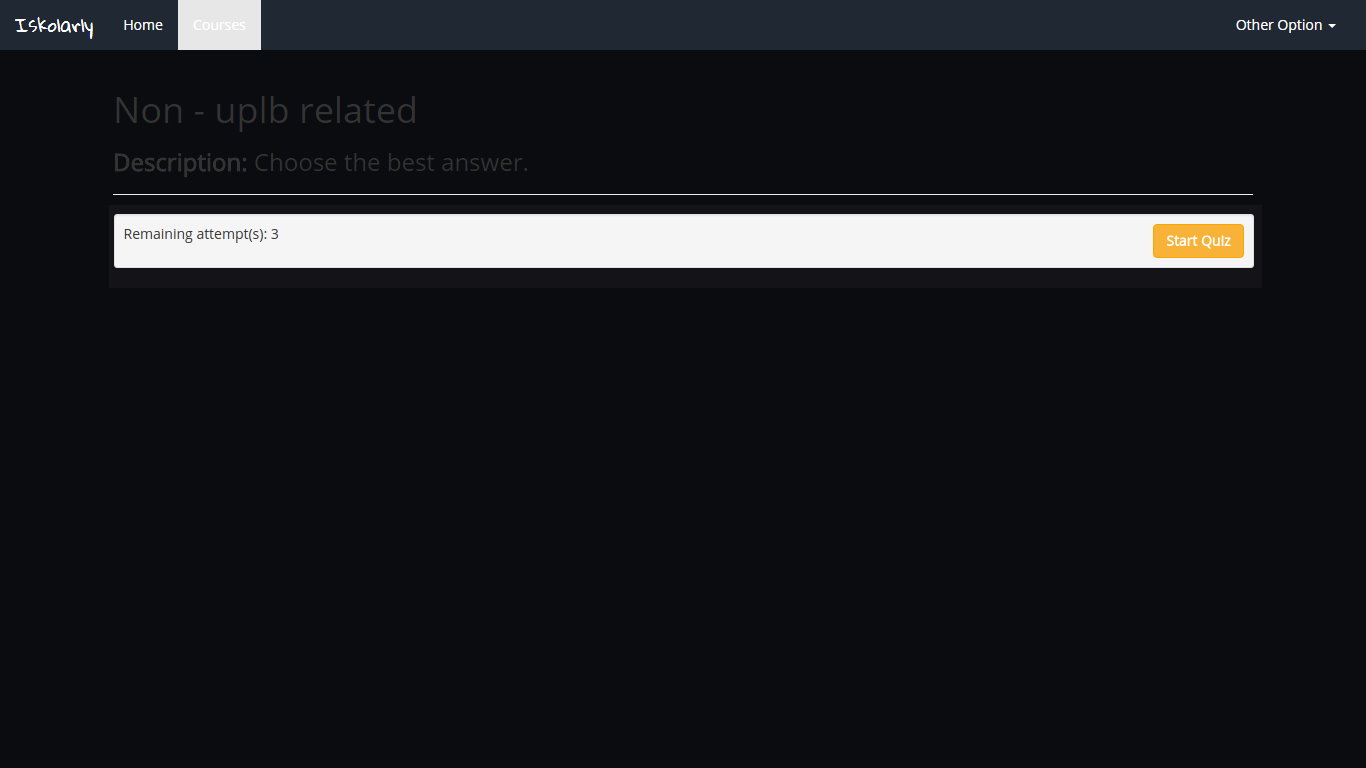 Iskolarly Home Courses Other Option
Non - uplb related
Description: Choose the best answer.
Remaining attempt(s): 3 Start Quiz